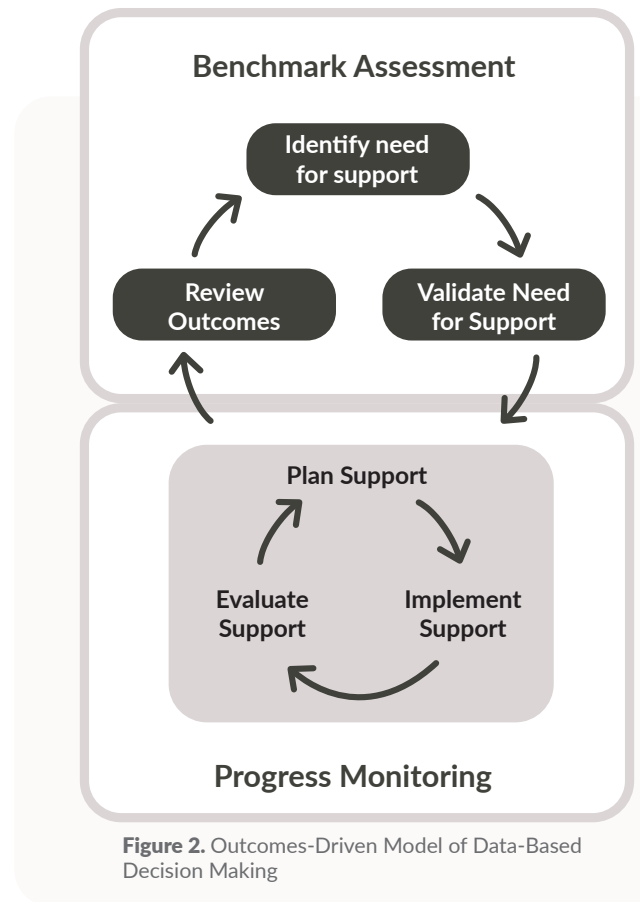 Benchmark Assessment
Identify need
for support
Review
Outcomes
Validate Need
for Support
Plan Support
Evaluate
Support
Implement
Support
Progress Monitoring
Figure 2. Outcomes-Driven Model of Data-Based
Decision Making